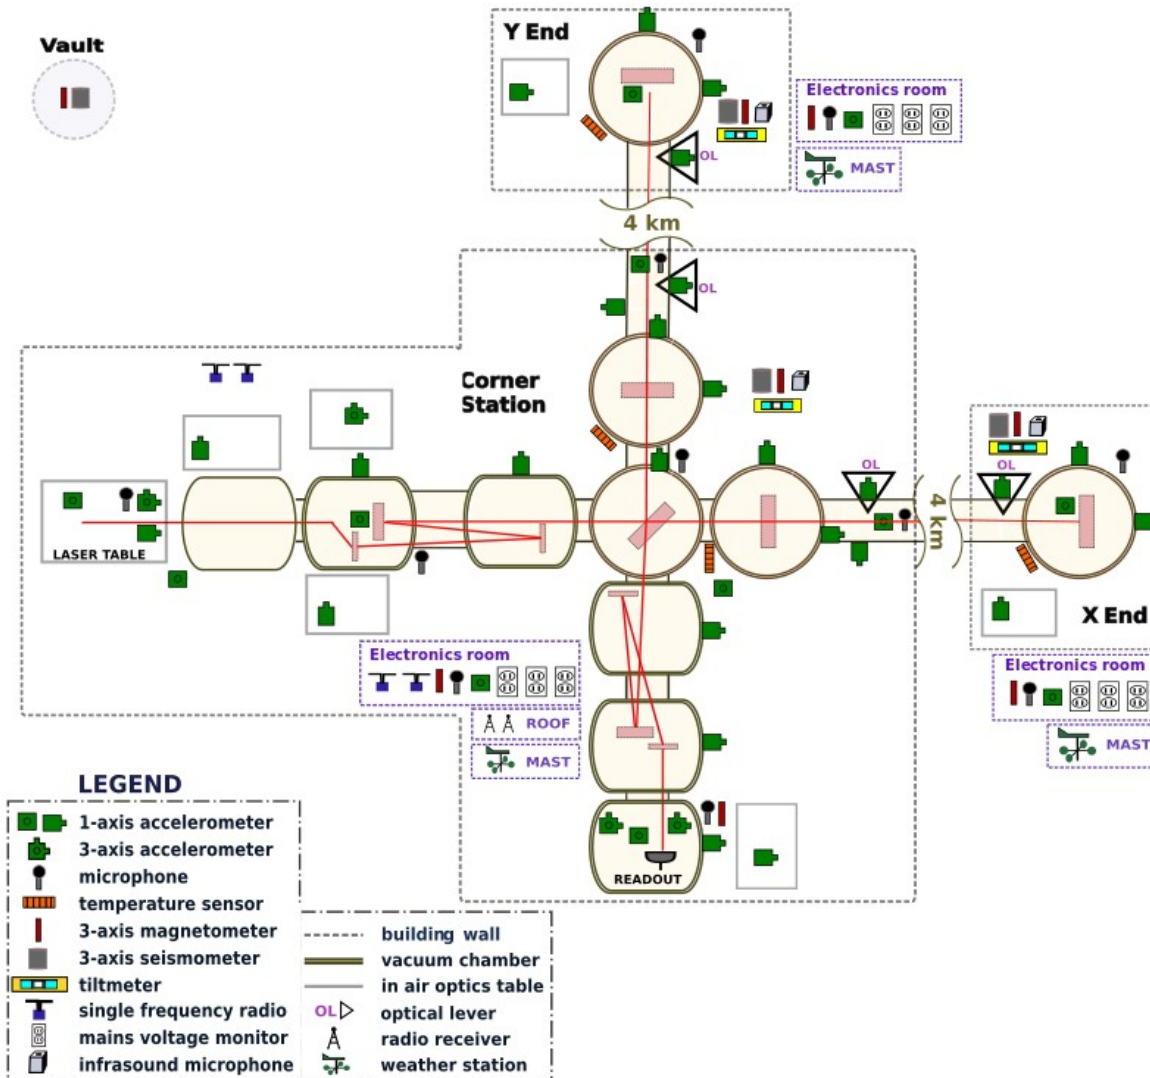 Vault
Y End
Electronics room
OL
MAST
4 km
OL
Corner
Station
OL
4 km
OL
LASER TABLE
X End
Electronics room
Electronics room
ROOF
MAST
MAST
READOUT
LEGEND
1-axis accelerometer
3-axis accelerometer
microphone
temperature sensor
3-axis magnetometer
3-axis seismometer
tiltmeter
single frequency radio
mains voltage monitor
infrasound microphone
building wall
vacuum chamber
in air optics table
OL optical lever
radio receiver
weather station